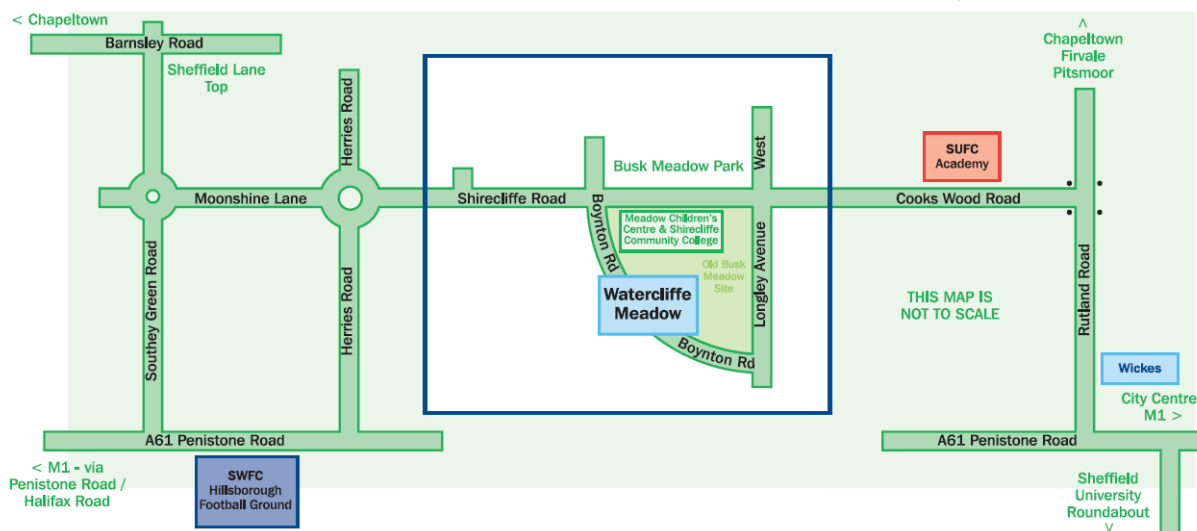 < Chapeltown
Barnsley Road
Sheffield Lane
Top
Herries Road
Moonshine Lane
Southey Green Road
Herries Road
A61 Penistone Road
< M1 - via
Penistone Road /
Halifax Road
SWFC
Hillsborough
Football Ground
Shirecliffe Road
Busk Meadow Park
West
Boynton Rd
Meadow Children's
Centre & Shirecliffe
Community College
Old Busk
Meadow
Site
Longley Avenue
Watercliffe
Meadow
Boynton Rd
SUFC
Academy
Cooks Wood Road
THIS MAP IS
NOT TO SCALE
^
Chapeltown
Firvale
Pitsmoor
Rutland Road
Wickes
City Centre
M1 >
A61 Penistone Road
Sheffield
University
Roundabout
v